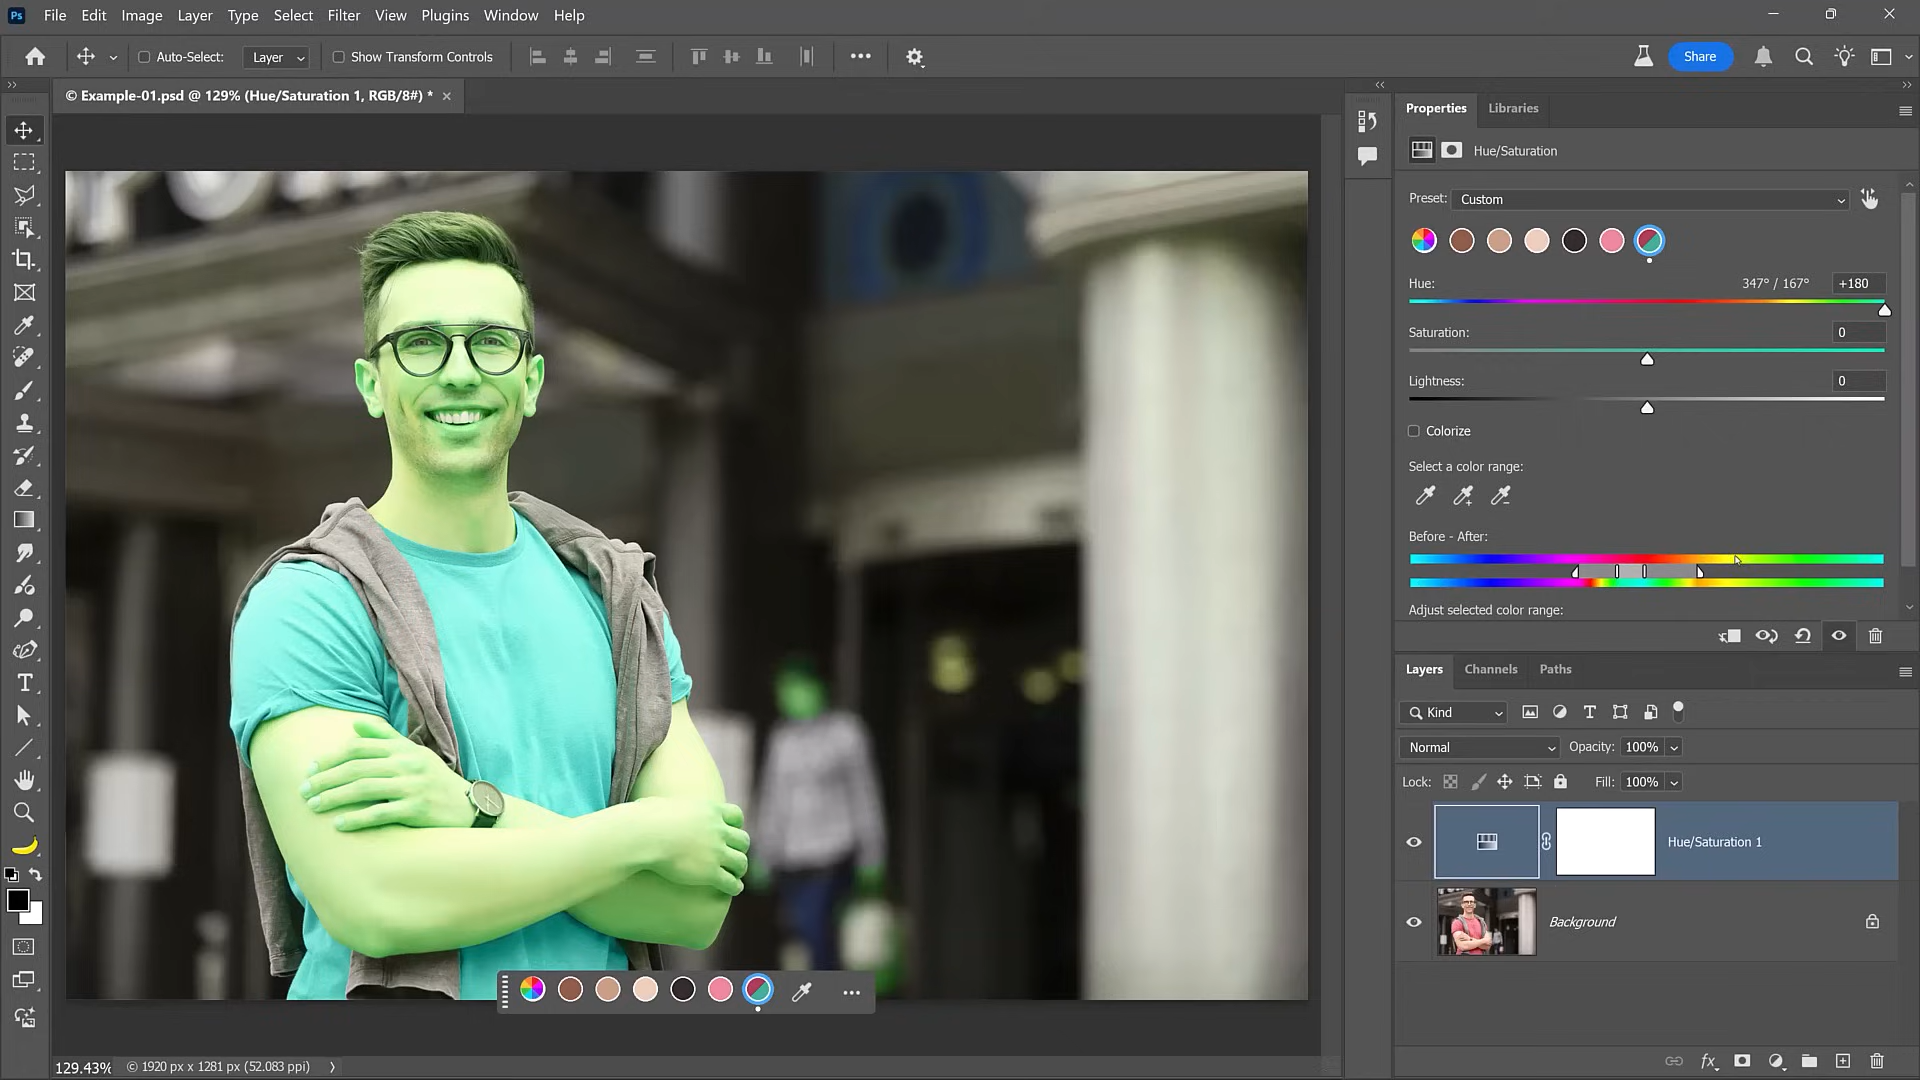 Ps File Edit Image Layer Type Select Filter View Plugins Window Help
Auto-Select: Layer Show Transform Controls Share
© Example-01.psd @ 129% (Hue/Saturation 1, RGB/8#) *
Properties Libraries
Hue/Saturation
Preset: Custom
Hue: 347° / 167° +180
Saturation: 0
Lightness: 0
Colorize
Select a color range:
Before - After:
Adjust selected color range:
Layers Channels Paths
Kind
Normal Opacity: 100%
Lock: Fill: 100%
Hue/Saturation 1
Background
129.43% © 1920 px x 1281 px (52.083 ppi)